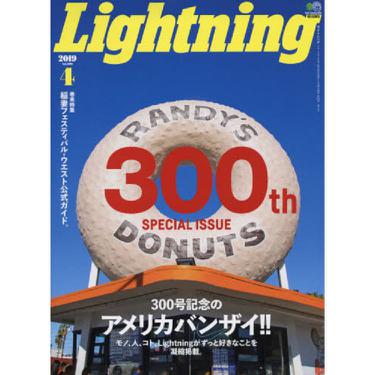 Lightning
2019
4
巻頭特集
稲妻フェスティバル・ウエスト公式ガイド。
RANDY'S
300th
SPECIAL ISSUE
DONUTS
300号記念の
アメリカバンザイ!!
モノ、人、コト、Lightningがずっと好きなことを
凝縮掲載。